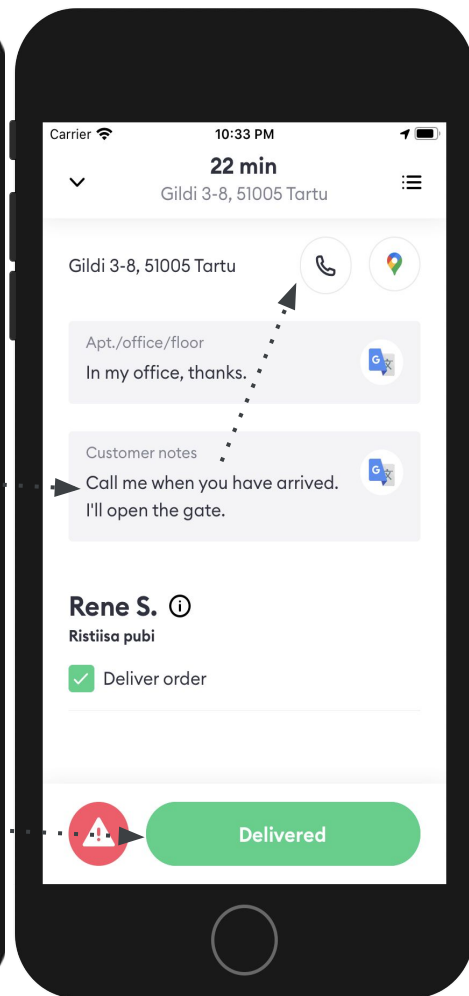 Carrier 10:33 PM
22 min
Gildi 3-8, 51005 Tartu
Gildi 3-8, 51005 Tartu
Apt./office/floor
In my office, thanks.
G 文
Customer notes
Call me when you have arrived.
I'll open the gate.
G 文
Rene S.
Ristiisa pubi
Deliver order
Delivered